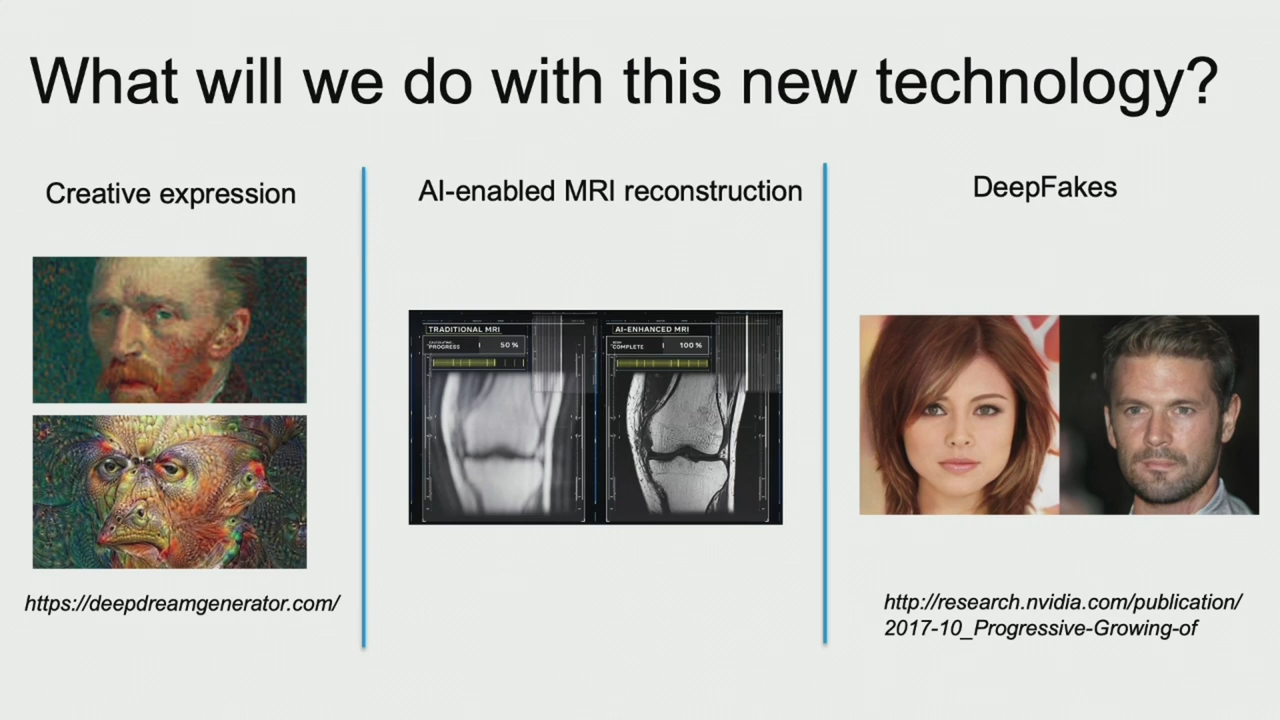 What will we do with this new technology?
Creative expression
AI-enabled MRI reconstruction
DeepFakes
TRADITIONAL MRI
PROGRESS 50 %
AI-ENHANCED MRI
COMPLETE 100 %
https://deepdreamgenerator.com/
http://research.nvidia.com/publication/
2017-10_Progressive-Growing-of